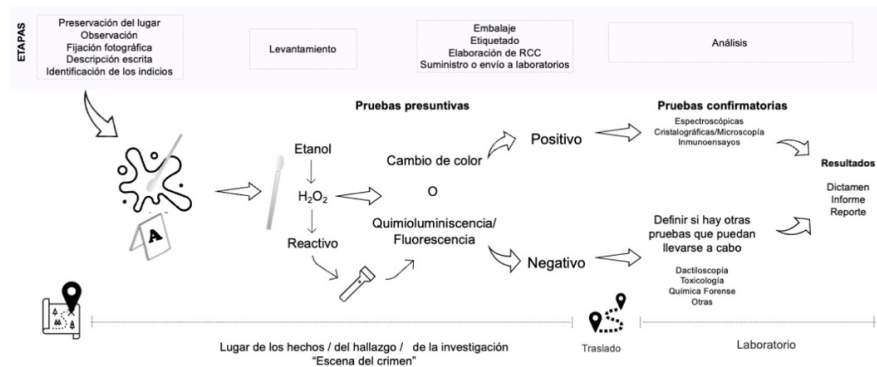 ETAPAS
Preservación del lugar
Observación
Fijación fotográfica
Descripción escrita
Identificación de los indicios
Levantamiento
Embalaje
Etiquetado
Elaboración de RCC
Suministro o envío a laboratorios
Análisis
Pruebas presuntivas
Pruebas confirmatorias
Espectroscópicas
Cristalográficas/Microscopía
Inmunoensayos
Etanol
H₂O₂
Reactivo
Cambio de color
O
Quimioluminiscencia/
Fluorescencia
Positivo
Negativo
Definir si hay otras
pruebas que puedan
llevarse a cabo
Dactiloscopía
Toxicología
Química Forense
Otras
Resultados
Dictamen
Informe
Reporte
A
Lugar de los hechos / del hallazgo / de la investigación
“Escena del crimen”
Traslado
Laboratorio